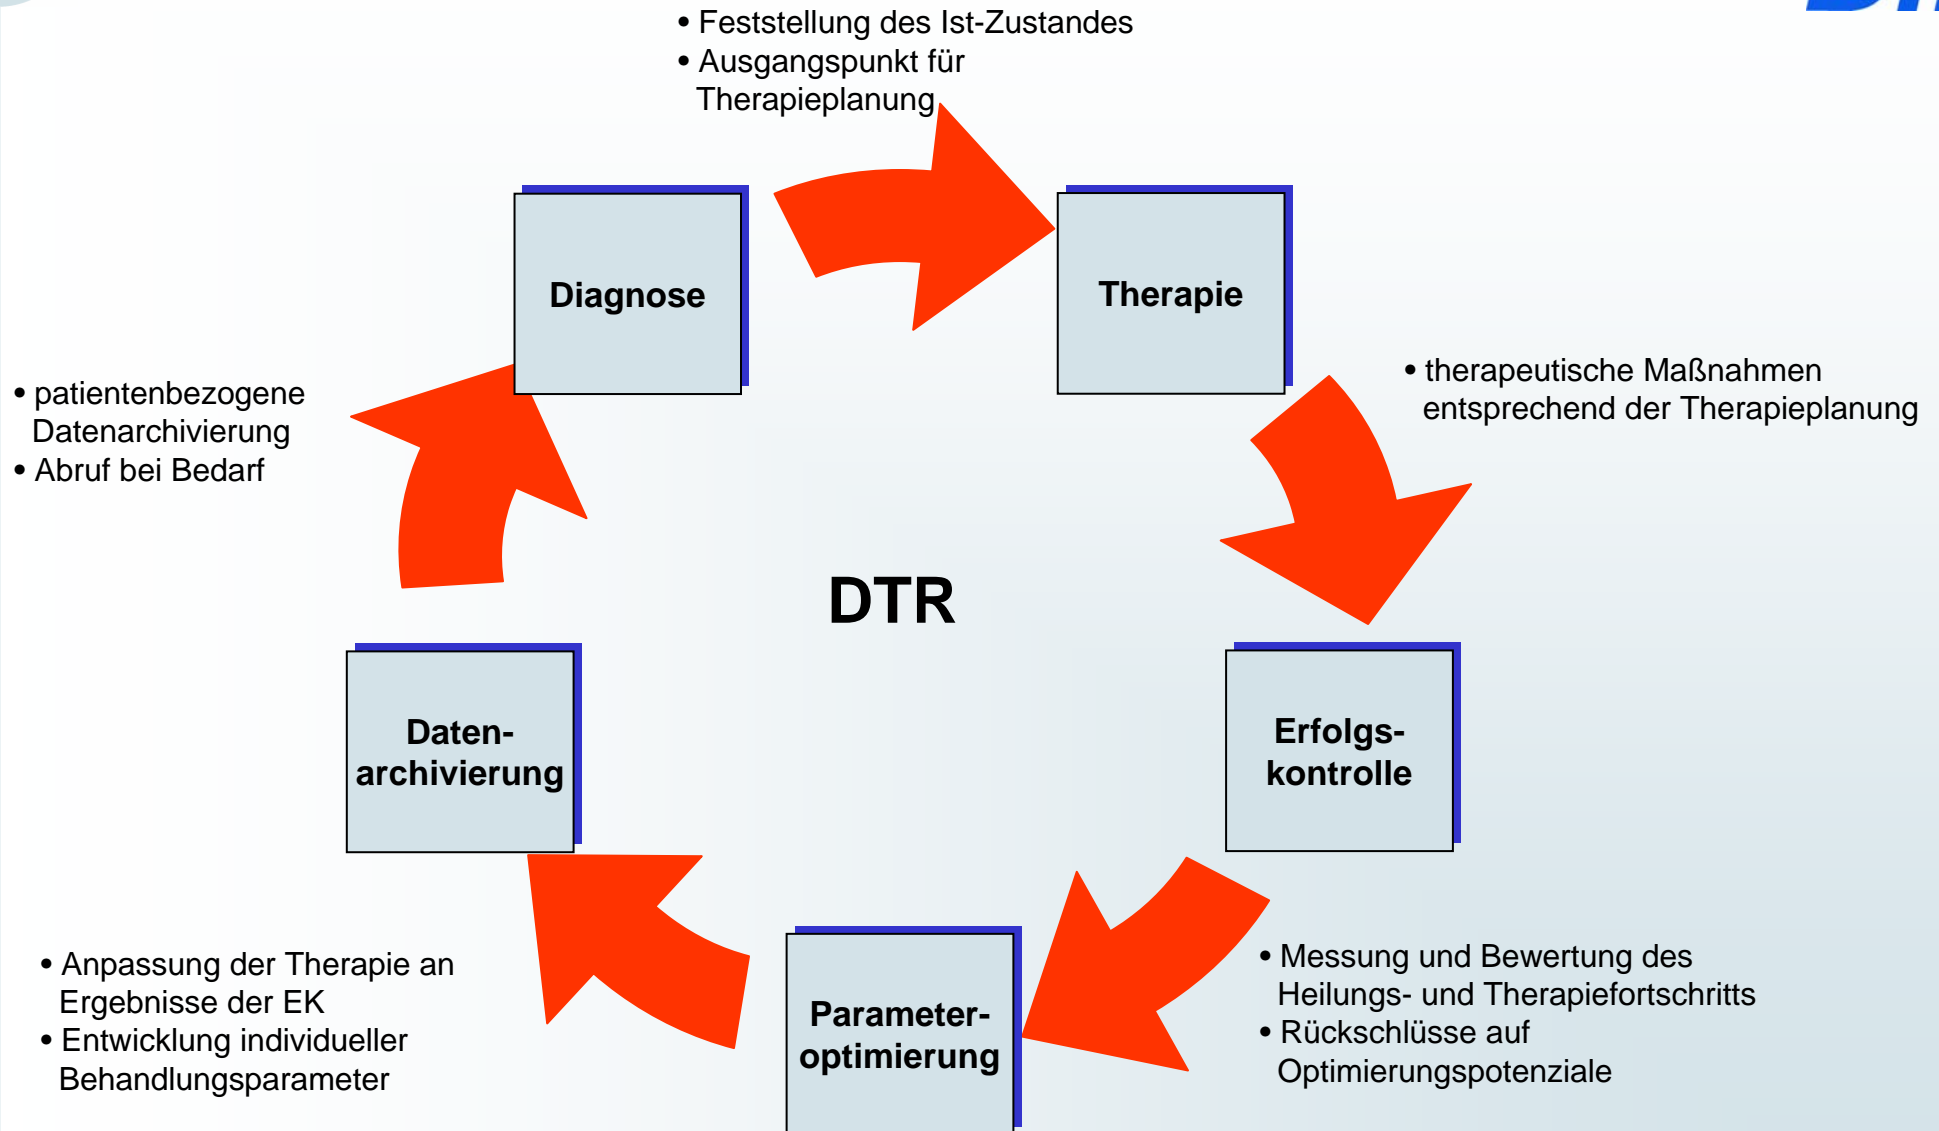 • Feststellung des Ist-Zustandes
• Ausgangspunkt für
Therapieplanung
Diagnose
Therapie
• therapeutische Maßnahmen
entsprechend der Therapieplanung
• patientenbezogene
Datenarchivierung
• Abruf bei Bedarf
DTR
Daten-
archivierung
Erfolgs-
kontrolle
• Messung und Bewertung des
Heilungs- und Therapiefortschritts
• Rückschlüsse auf
Optimierungspotenziale
Parameter-
optimierung
• Anpassung der Therapie an
Ergebnisse der EK
• Entwicklung individueller
Behandlungsparameter